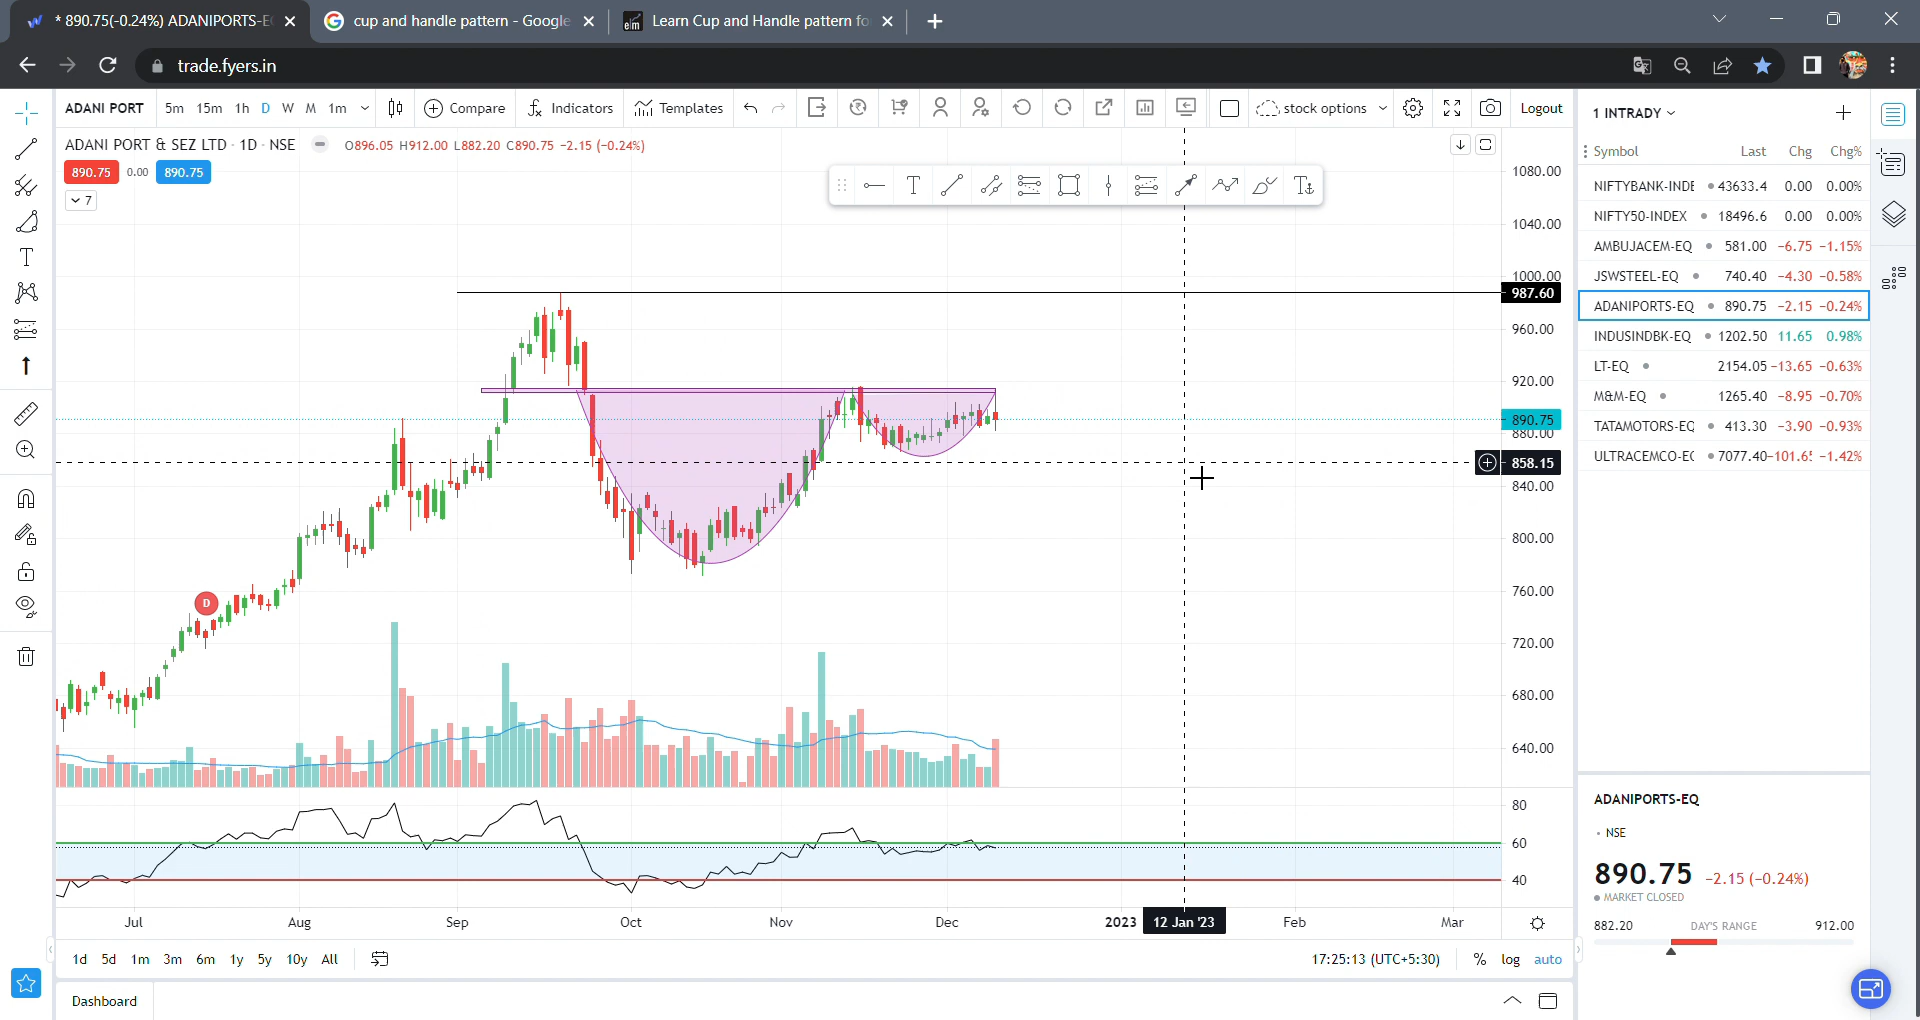 * 890.75(-0.24%) ADANIPORTS-E
cup and handle pattern - Google
Learn Cup and Handle pattern fo
trade.fyers.in
ADANI PORT 5m 15m 1h D W M 1m Compare Indicators Templates stock options Logout
ADANI PORT & SEZ LTD · 1D · NSE O896.05 H912.00 L882.20 C890.75 -2.15 (-0.24%)
890.75 0.00 890.75
7
1080.00
1040.00
1000.00
987.60
960.00
920.00
890.75
880.00
858.15
840.00
800.00
760.00
D
720.00
680.00
640.00
80
60
40
Jul Aug Sep Oct Nov Dec 2023 12 Jan '23 Feb Mar
1d 5d 1m 3m 6m 1y 5y 10y All 17:25:13 (UTC+5:30) % log auto
Dashboard
1 INTRADY
Symbol Last Chg Chg%
NIFTYBANK-INDE 43633.4 0.00 0.00%
NIFTY50-INDEX 18496.6 0.00 0.00%
AMBUJACEM-EQ 581.00 -6.75 -1.15%
JSWSTEEL-EQ 740.40 -4.30 -0.58%
ADANIPORTS-EQ 890.75 -2.15 -0.24%
INDUSINDBK-EQ 1202.50 11.65 0.98%
LT-EQ 2154.05 -13.65 -0.63%
M&M-EQ 1265.40 -8.95 -0.70%
TATAMOTORS-EQ 413.30 -3.90 -0.93%
ULTRACEMCO-E 7077.40 -101.6 -1.42%
ADANIPORTS-EQ
NSE
890.75 -2.15 (-0.24%)
MARKET CLOSED
882.20 DAY'S RANGE 912.00